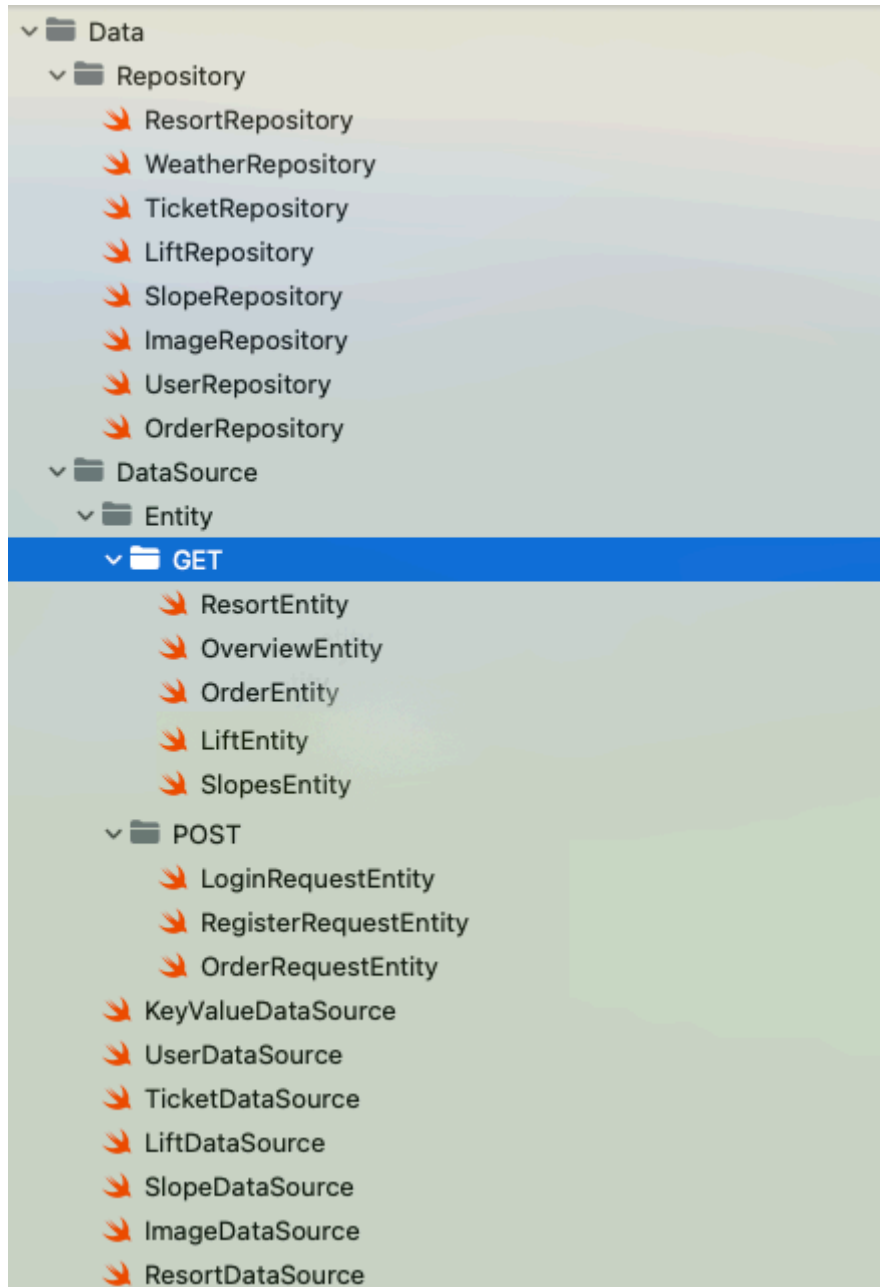 Data
Repository
ResortRepository
WeatherRepository
TicketRepository
LiftRepository
SlopeRepository
ImageRepository
UserRepository
OrderRepository
DataSource
Entity
GET
ResortEntity
OverviewEntity
OrderEntity
LiftEntity
SlopesEntity
POST
LoginRequestEntity
RegisterRequestEntity
OrderRequestEntity
KeyValueDataSource
UserDataSource
TicketDataSource
LiftDataSource
SlopeDataSource
ImageDataSource
ResortDataSource